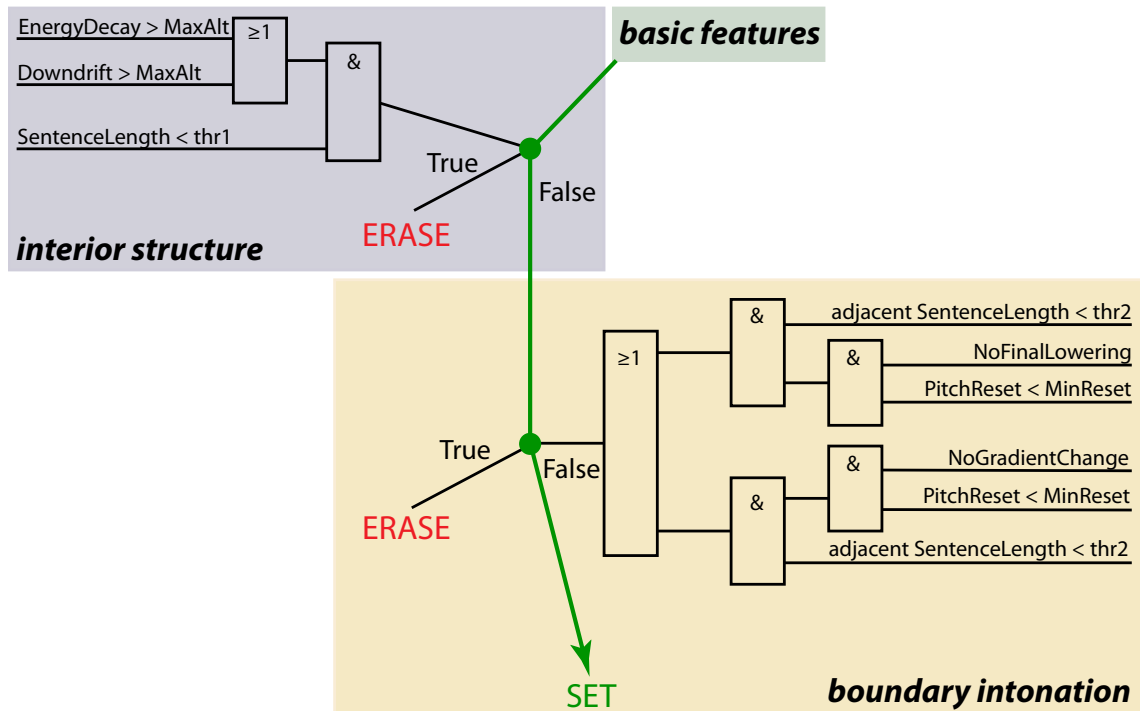 EnergyDecay > MaxAlt
≥1
basic features
&
Downdrift > MaxAlt
SentenceLength < thr1
True
False
ERASE
interior structure
&
adjacent SentenceLength < thr2
≥1
&
NoFinalLowering
PitchReset < MinReset
True
False
&
NoGradientChange
PitchReset < MinReset
&
ERASE
adjacent SentenceLength < thr2
SET
boundary intonation